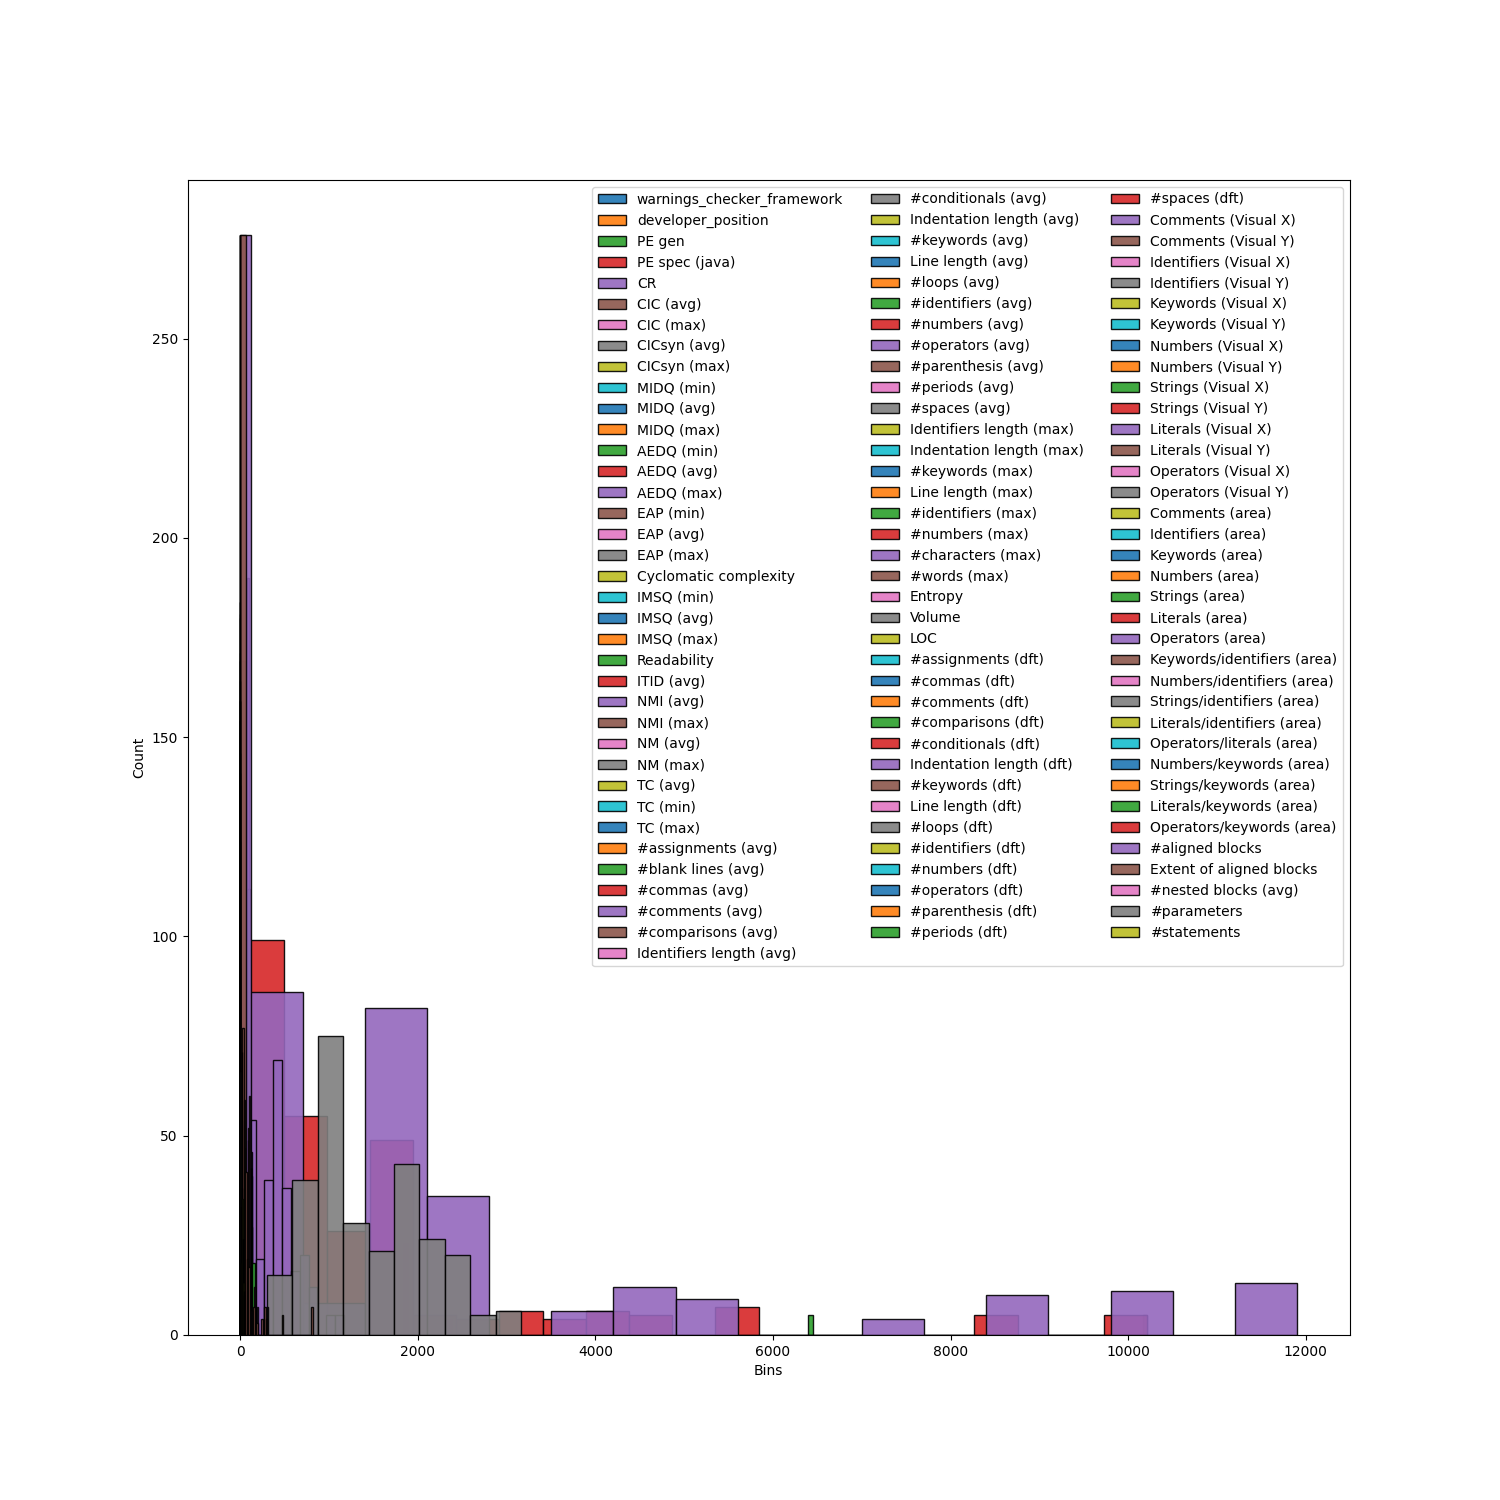 warnings_checker_framework
developer_position
PE gen
PE spec (java)
CR
CIC (avg)
CIC (max)
CICsyn (avg)
CICsyn (max)
MIDQ (min)
MIDQ (avg)
MIDQ (max)
AEDQ (min)
AEDQ (avg)
AEDQ (max)
EAP (min)
EAP (avg)
EAP (max)
Cyclomatic complexity
IMSQ (min)
IMSQ (avg)
IMSQ (max)
Readability
ITID (avg)
NMI (avg)
NMI (max)
NM (avg)
NM (max)
TC (avg)
TC (min)
TC (max)
#assignments (avg)
#blank lines (avg)
#commas (avg)
#comments (avg)
#comparisons (avg)
Identifiers length (avg)
#conditionals (avg)
Indentation length (avg)
#keywords (avg)
Line length (avg)
#loops (avg)
#identifiers (avg)
#numbers (avg)
#operators (avg)
#parenthesis (avg)
#periods (avg)
#spaces (avg)
Identifiers length (max)
Indentation length (max)
#keywords (max)
Line length (max)
#identifiers (max)
#numbers (max)
#characters (max)
#words (max)
Entropy
Volume
LOC
#assignments (dft)
#commas (dft)
#comments (dft)
#comparisons (dft)
#conditionals (dft)
Indentation length (dft)
#keywords (dft)
Line length (dft)
#loops (dft)
#identifiers (dft)
#numbers (dft)
#operators (dft)
#parenthesis (dft)
#periods (dft)
#spaces (dft)
Comments (Visual X)
Comments (Visual Y)
Identifiers (Visual X)
Identifiers (Visual Y)
Keywords (Visual X)
Keywords (Visual Y)
Numbers (Visual X)
Numbers (Visual Y)
Strings (Visual X)
Strings (Visual Y)
Literals (Visual X)
Literals (Visual Y)
Operators (Visual X)
Operators (Visual Y)
Comments (area)
Identifiers (area)
Keywords (area)
Numbers (area)
Strings (area)
Literals (area)
Operators (area)
Keywords/identifiers (area)
Numbers/identifiers (area)
Strings/identifiers (area)
Literals/identifiers (area)
Operators/literals (area)
Numbers/keywords (area)
Strings/keywords (area)
Literals/keywords (area)
Operators/keywords (area)
#aligned blocks
Extent of aligned blocks
#nested blocks (avg)
#parameters
#statements
250
200
150
100
50
0
Count
0 2000 4000 6000 8000 10000 12000
Bins